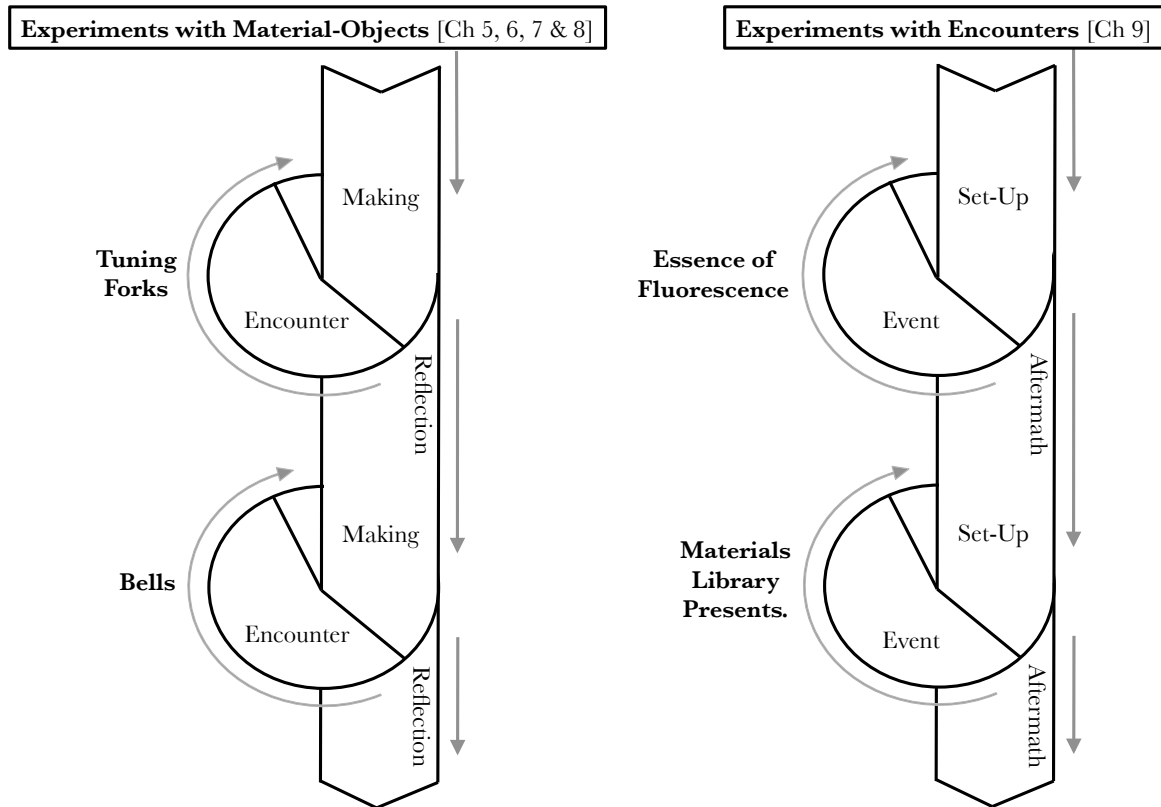 Experiments with Material-Objects [Ch 5, 6, 7 & 8]
Making
Tuning
Forks
Encounter
Reflection
Making
Bells
Encounter
Reflection
Experiments with Encounters [Ch 9]
Set-Up
Essence of
Fluorescence
Event
Aftermath
Set-Up
Materials
Library
Presents.
Event
Aftermath